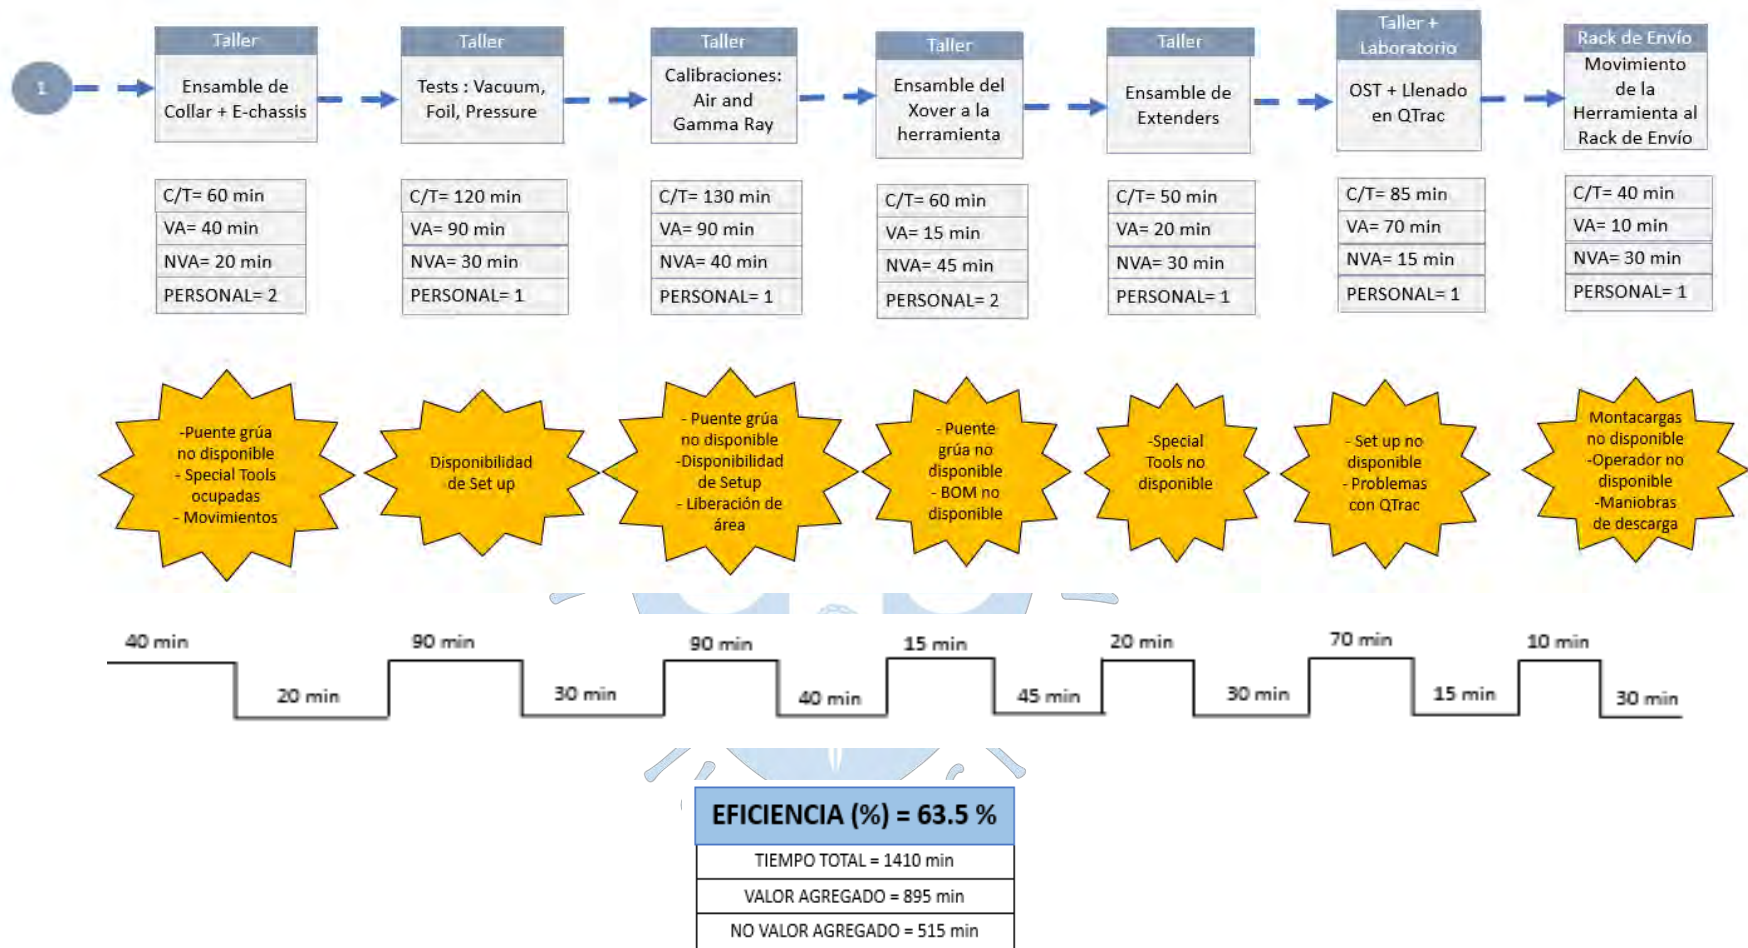 1
Taller
Ensamble de
Collar + E-chassis
Taller
Tests : Vacuum,
Foil, Pressure
Taller
Calibraciones:
Air and
Gamma Ray
Taller
Ensamble del
Xover a la
herramienta
Taller
Ensamble de
Extenders
Taller +
Laboratorio
OST + Llenado
en QTrac
Rack de Envío
Movimiento
de la
Herramienta al
Rack de Envío
C/T= 60 min
VA= 40 min
NVA= 20 min
PERSONAL= 2
C/T= 120 min
VA= 90 min
NVA= 30 min
PERSONAL= 1
C/T= 130 min
VA= 90 min
NVA= 40 min
PERSONAL= 1
C/T= 60 min
VA= 15 min
NVA= 45 min
PERSONAL= 2
C/T= 50 min
VA= 20 min
NVA= 30 min
PERSONAL= 1
C/T= 85 min
VA= 70 min
NVA= 15 min
PERSONAL= 1
C/T= 40 min
VA= 10 min
NVA= 30 min
PERSONAL= 1
-Puente grúa
no disponible
- Special Tools
ocupadas
- Movimientos
Disponibilidad
de Set up
- Puente grúa
no disponible
-Disponibilidad
de Setup
- Liberación de
área
- Puente
grúa no
disponible
- BOM no
disponible
-Special
Tools no
disponible
- Set up no
disponible
- Problemas
con QTrac
Montacargas
no disponible
-Operador no
disponible
-Maniobras
de descarga
40 min
20 min
90 min
30 min
90 min
40 min
15 min
45 min
20 min
30 min
70 min
15 min
10 min
30 min
EFICIENCIA (%) = 63.5 %
TIEMPO TOTAL = 1410 min
VALOR AGREGADO = 895 min
NO VALOR AGREGADO = 515 min